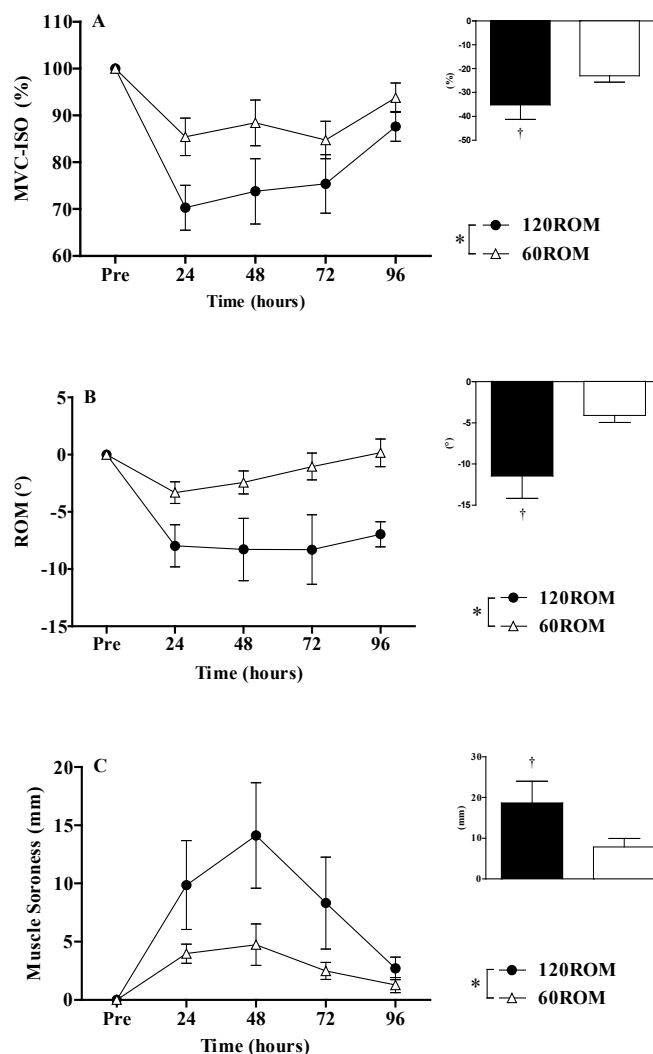 A
MVC-ISO (%)
110
100
90
80
70
60
Pre
24
48
72
96
Time (hours)
(%)
0
-10
-20
-30
-40
-50
†
*
120ROM
60ROM
B
ROM (°)
5
0
-5
-10
-15
Pre
24
48
72
96
Time (hours)
(°)
0
-5
-10
-15
†
*
120ROM
60ROM
C
Muscle Soroness (mm)
20
15
10
5
0
Pre
24
48
72
96
Time (hours)
(mm)
30
20
10
0
†
*
120ROM
60ROM